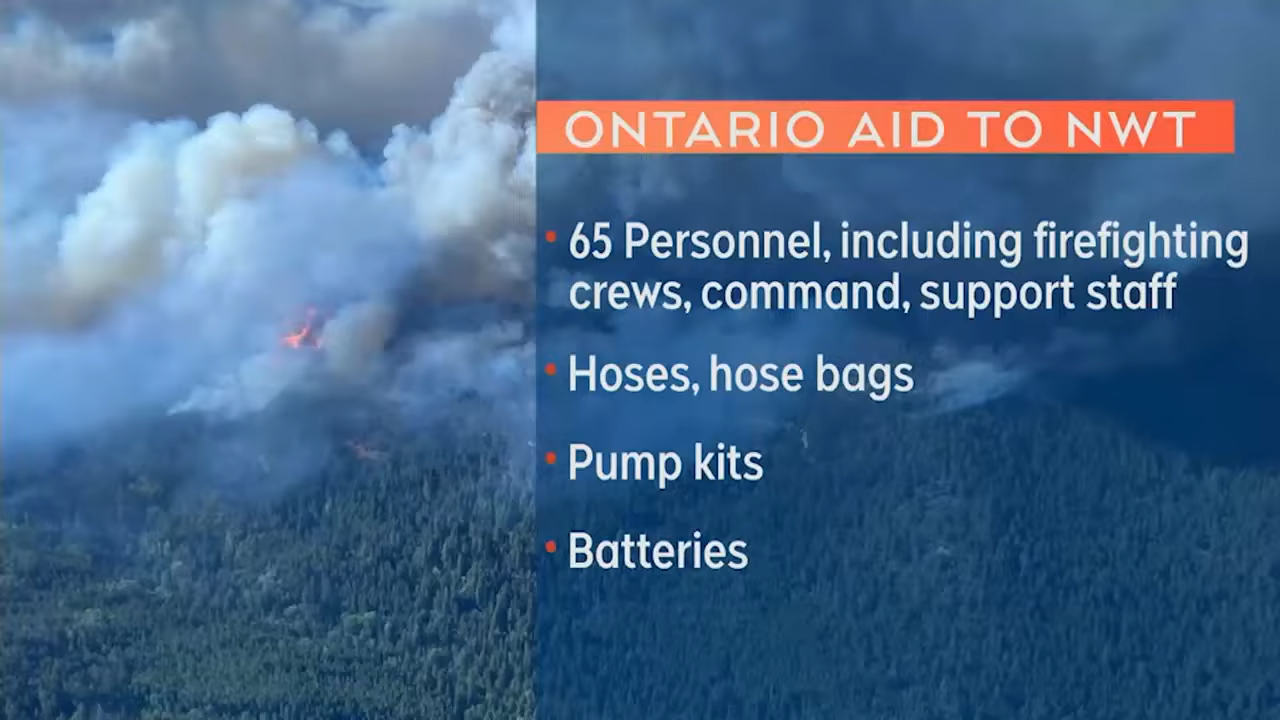 ONTARIO AID TO NWT
• 65 Personnel, including firefighting
crews, command, support staff
• Hoses, hose bags
• Pump kits
• Batteries